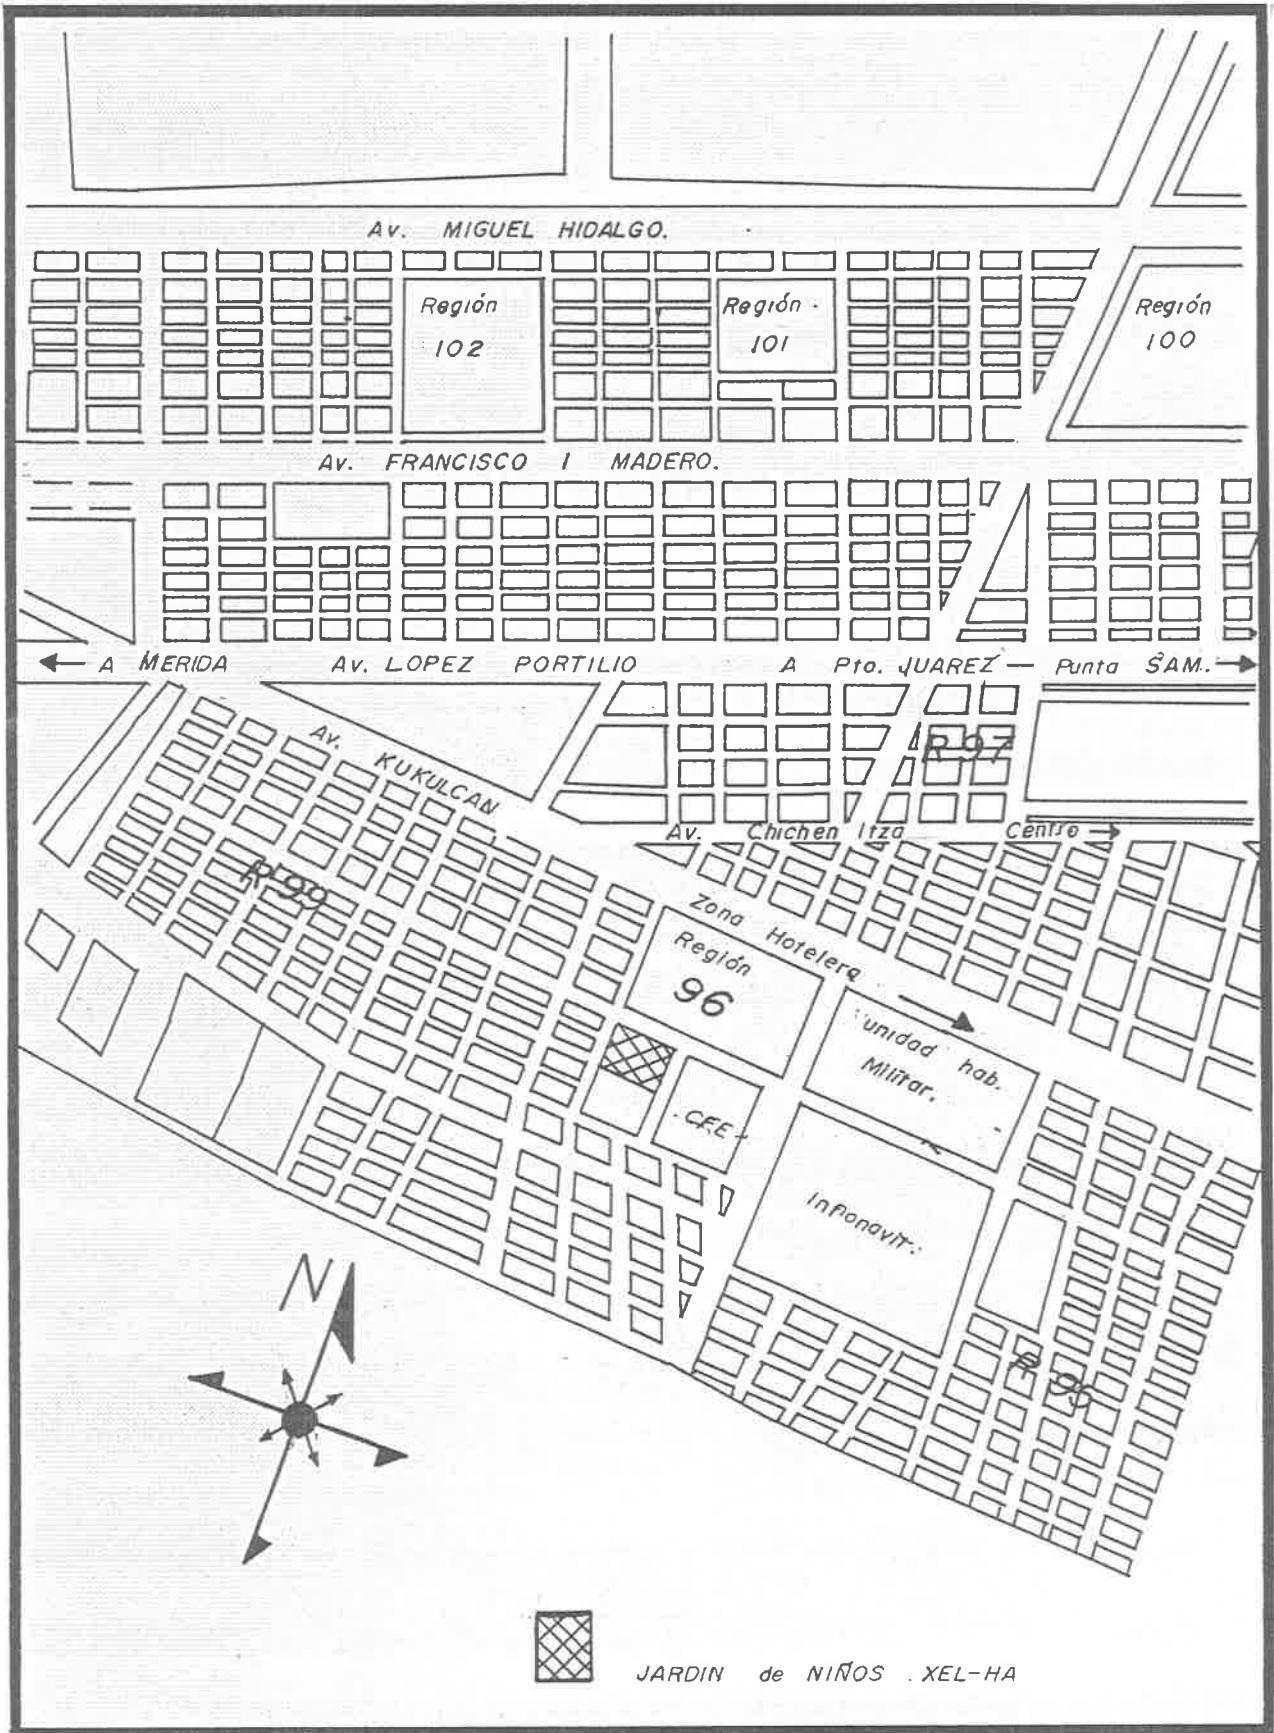 Av. MIGUEL HIDALGO.
Región
102
Región
101
Región
100
Av. FRANCISCO I MADERO.
A MERIDA Av. LOPEZ PORTILIO A Pto. JUAREZ — Punta SAM.
Av. KUKULCAN
R 97
Av. Chichen Itza Centro
R 99
Zona Hotelera
Región
96
unidad hab.
Militar.
C.F.E
Infonavit.
R 95
N
JARDIN de NIÑOS . XEL-HA